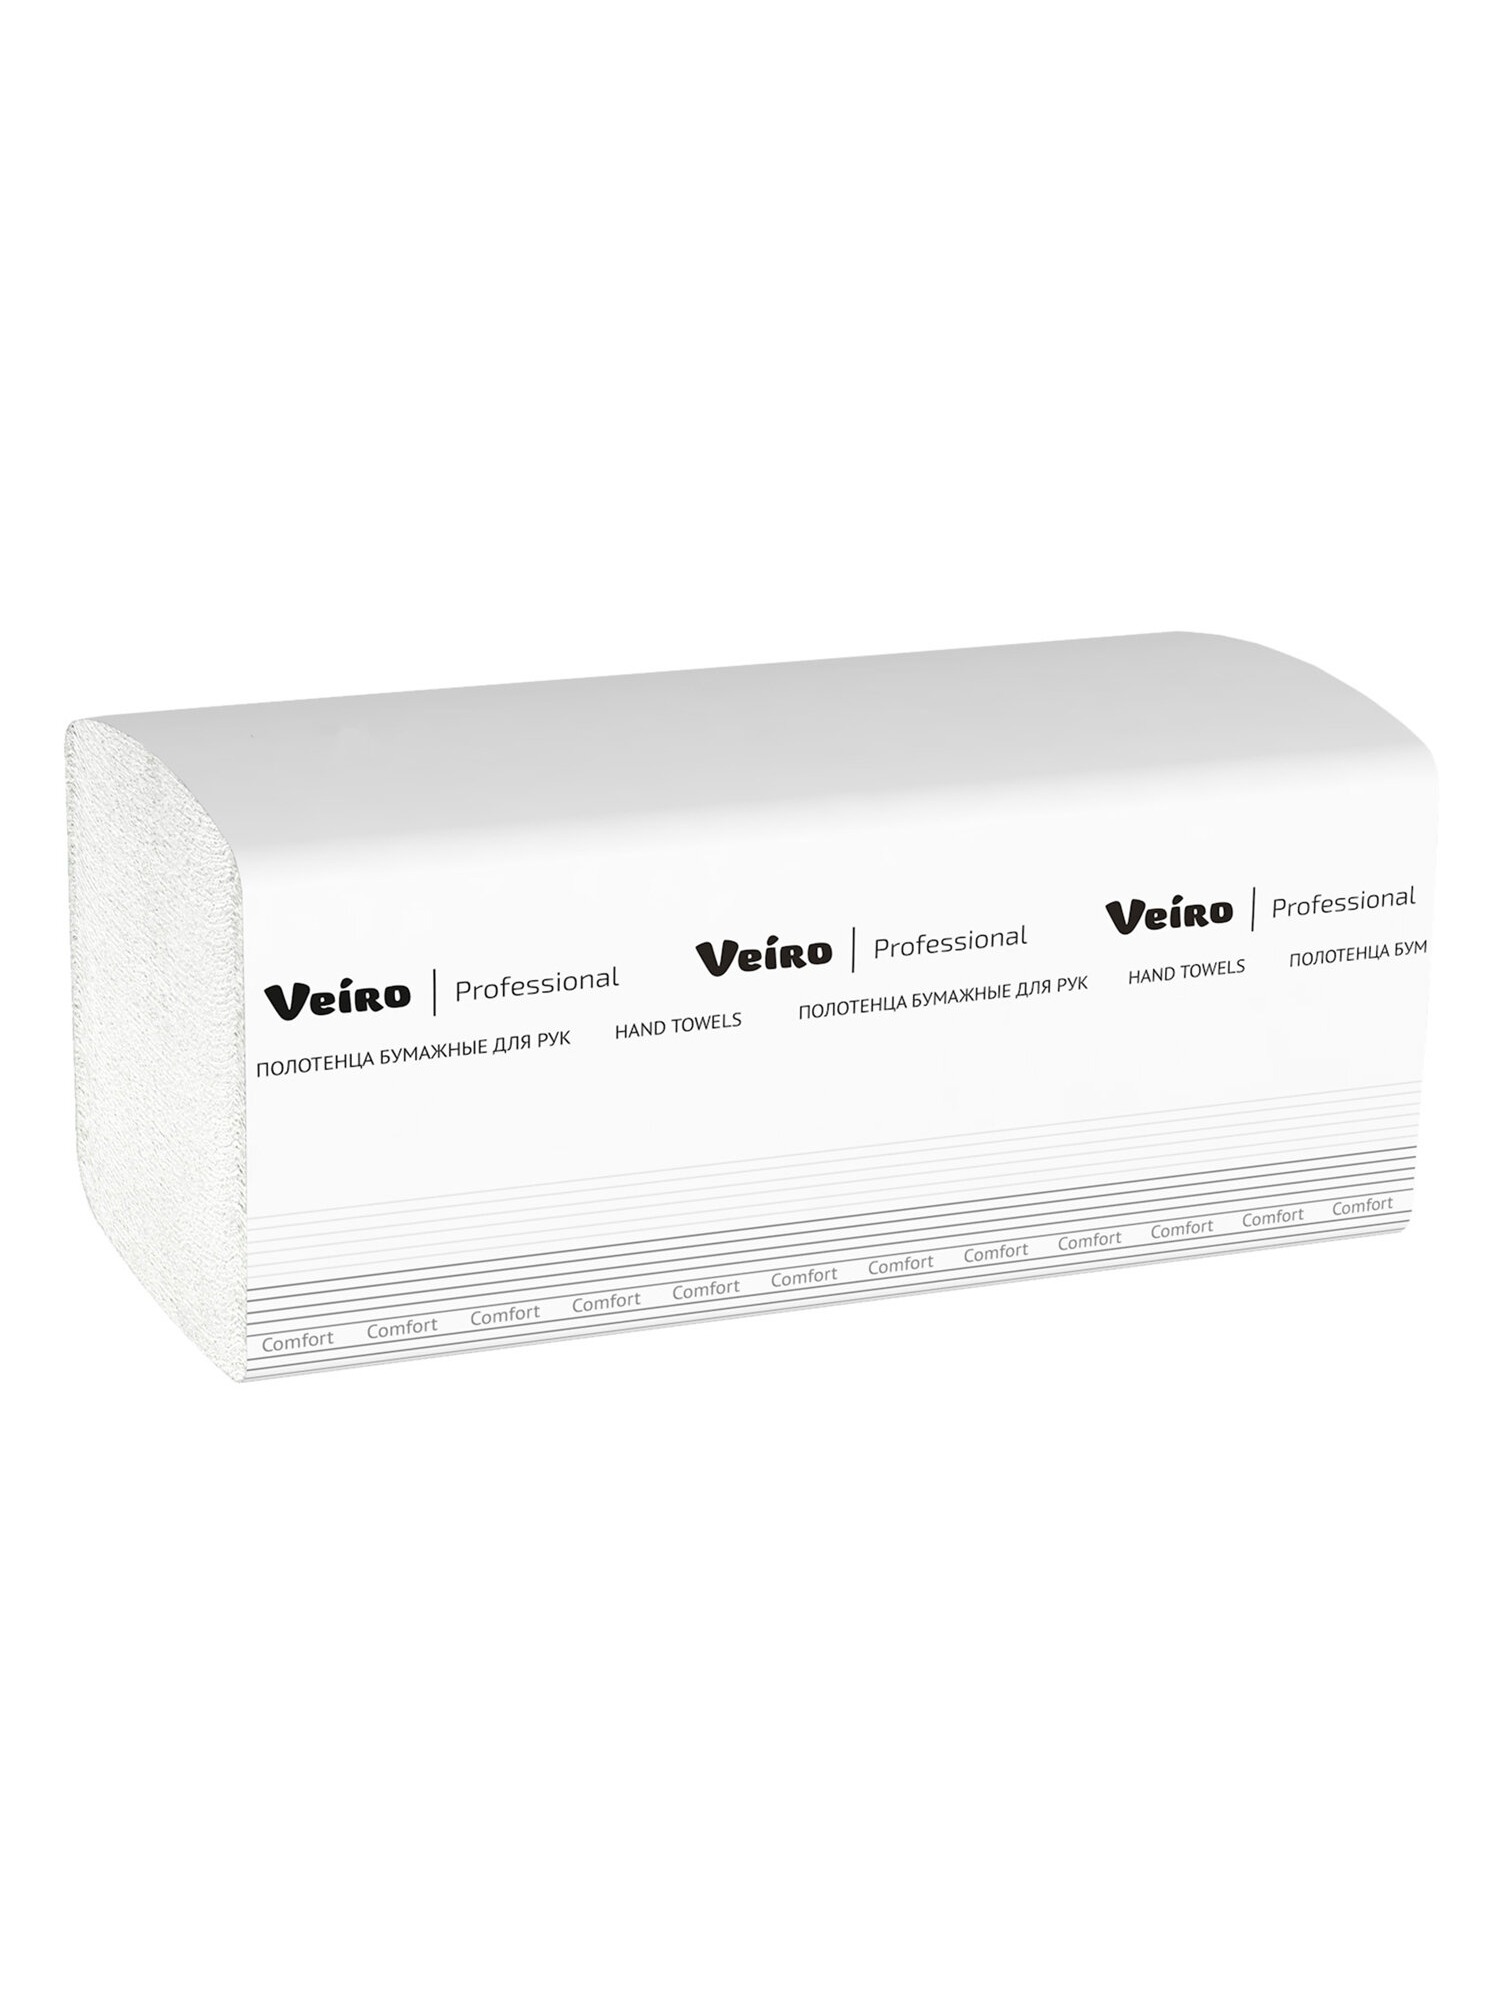 Veiro | Professional Veiro | Professional Veiro | Professional
ПОЛОТЕНЦА БУМАЖНЫЕ ДЛЯ РУК HAND TOWELS ПОЛОТЕНЦА БУМАЖНЫЕ ДЛЯ РУК HAND TOWELS ПОЛОТЕНЦА БУМ
Comfort Comfort Comfort Comfort Comfort Comfort Comfort Comfort Comfort Comfort Comfort Comfort